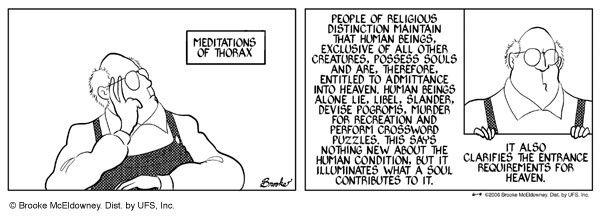 MEDITATIONS
OF THORAX
Brooke
PEOPLE OF RELIGIOUS
DISTINCTION MAINTAIN
THAT HUMAN BEINGS,
EXCLUSIVE OF ALL OTHER
CREATURES, POSSESS SOULS
AND ARE, THEREFORE,
ENTITLED TO ADMITTANCE
INTO HEAVEN. HUMAN BEINGS
ALONE LIE, LIBEL, SLANDER,
DEVISE POGROMS, MURDER
FOR RECREATION AND
PERFORM CROSSWORD
PUZZLES. THIS SAYS
NOTHING NEW ABOUT THE
HUMAN CONDITION, BUT IT
ILLUMINATES WHAT A SOUL
CONTRIBUTES TO IT.
IT ALSO
CLARIFIES THE ENTRANCE
REQUIREMENTS FOR
HEAVEN.
©2006 Brooke McEldowney. Dist by UFS, Inc.
© Brooke McEldowney. Dist. by UFS, Inc.